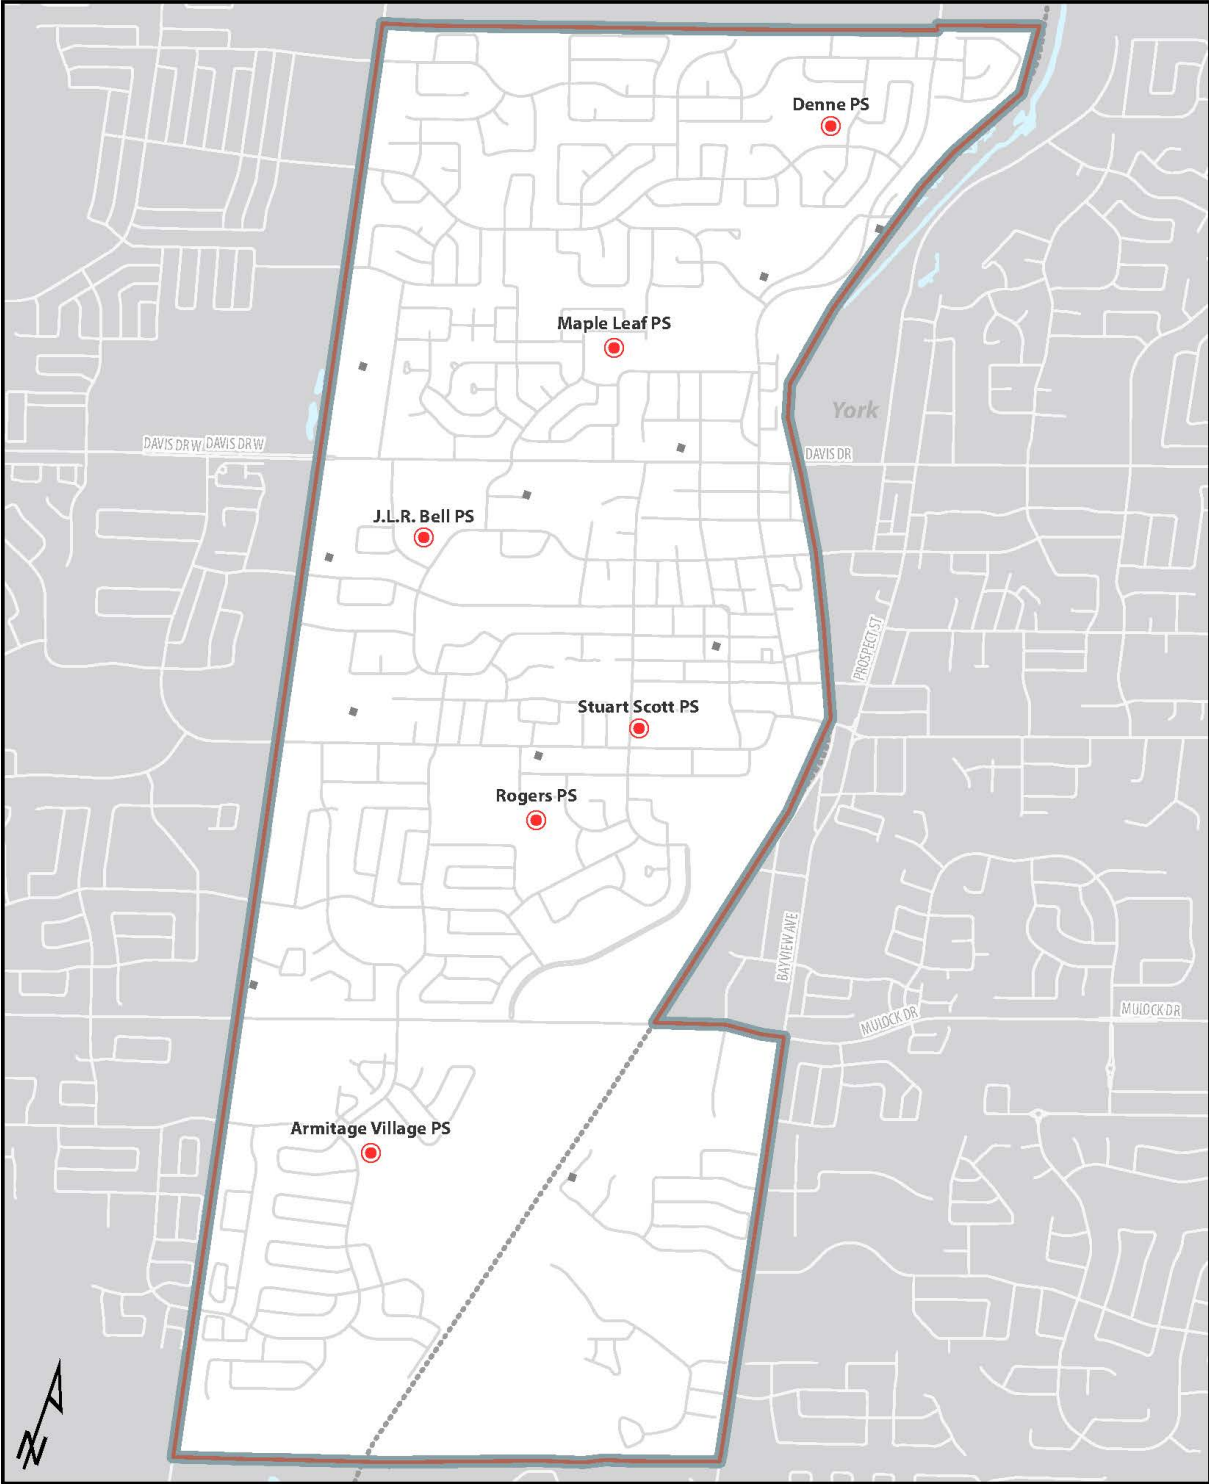 Denne PS
Maple Leaf PS
York
DAVIS DR W DAVIS DR W
DAVIS DR
J.L.R. Bell PS
PROSPECT ST
Stuart Scott PS
Rogers PS
BAYVIEW AVE
MULOCK DR
MULOCK DR
Armitage Village PS
N